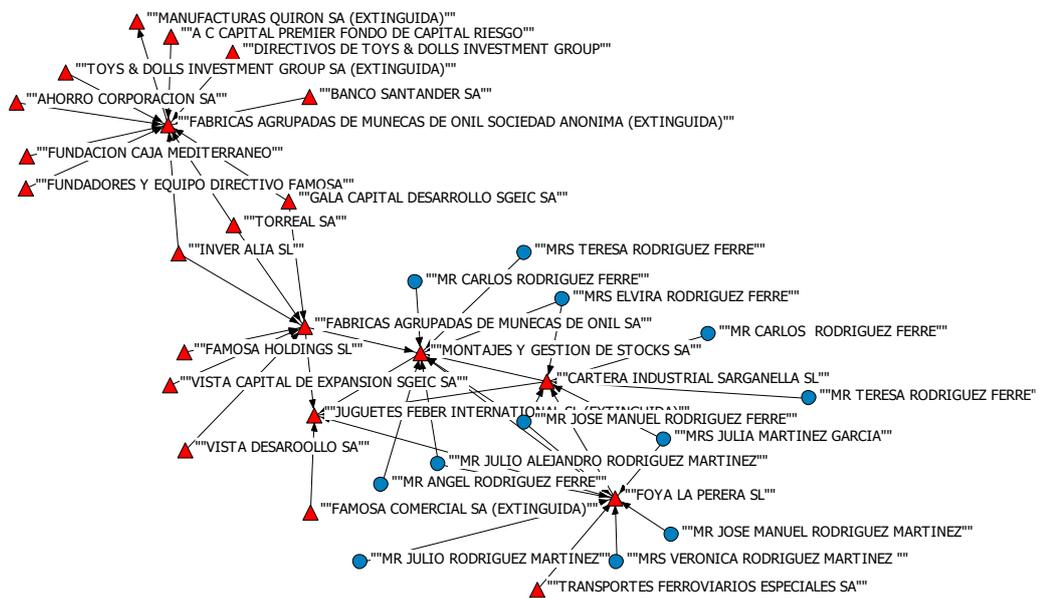 ""MANUFACTURAS QUIRON SA (EXTINGUIDA)""
""A C CAPITAL PREMIER FONDO DE CAPITAL RIESGO""
""DIRECTIVOS DE TOYS & DOLLS INVESTMENT GROUP""
""TOYS & DOLLS INVESTMENT GROUP SA (EXTINGUIDA)""
""AHORRO CORPORACION SA""
""BANCO SANTANDER SA""
""FABRICAS AGRUPADAS DE MUNECAS DE ONIL SOCIEDAD ANONIMA (EXTINGUIDA)""
""FUNDACION CAJA MEDITERRANEO""
""FUNDADORES Y EQUIPO DIRECTIVO FAMOSA""
""GALA CAPITAL DESARROLLO SGEIC SA""
""TORREAL SA""
""INVER ALIA SL""
""MRS TERESA RODRIGUEZ FERRE""
""MR CARLOS RODRIGUEZ FERRE""
""MRS ELVIRA RODRIGUEZ FERRE""
""FABRICAS AGRUPADAS DE MUNECAS DE ONIL SA""
""MR CARLOS  RODRIGUEZ FERRE""
""FAMOSA HOLDINGS SL""
""MONTAJES Y GESTION DE STOCKS SA""
""VISTA CAPITAL DE EXPANSION SGEIC SA""
""CARTERA INDUSTRIAL SARGANELLA SL""
""MR TERESA RODRIGUEZ FERRE"
""JUGUETES FEBER INTERNATIONAL SL (EXTINGUIDA)""
""MR JOSE MANUEL RODRIGUEZ FERRE""
""MRS JULIA MARTINEZ GARCIA""
""VISTA DESAROOLLO SA""
""MR JULIO ALEJANDRO RODRIGUEZ MARTINEZ""
""MR ANGEL RODRIGUEZ FERRE""
""FOYA LA PERERA SL""
""FAMOSA COMERCIAL SA (EXTINGUIDA)""
""MR JOSE MANUEL RODRIGUEZ MARTINEZ""
""MR JULIO RODRIGUEZ MARTINEZ""
""MRS VERONICA RODRIGUEZ MARTINEZ ""
""TRANSPORTES FERROVIARIOS ESPECIALES SA""